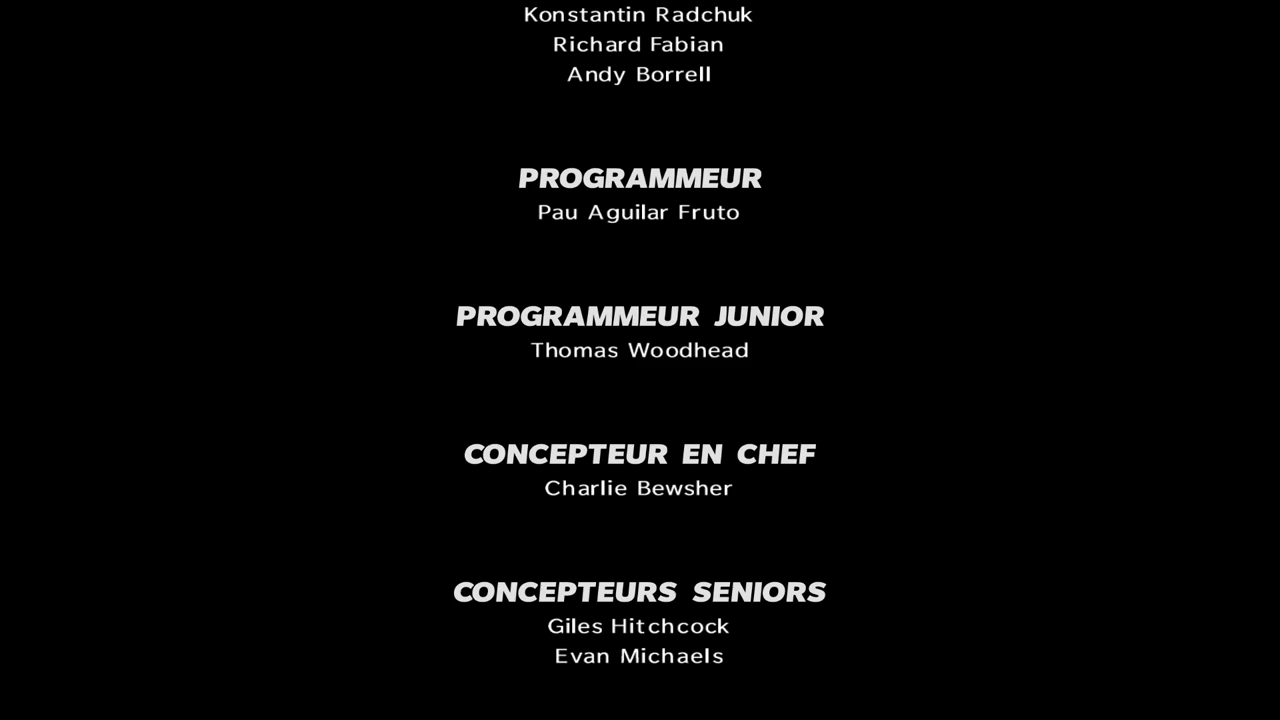 Konstantin Radchuk
Richard Fabian
Andy Borrell
PROGRAMMEUR
Pau Aguilar Fruto
PROGRAMMEUR JUNIOR
Thomas Woodhead
CONCEPTEUR EN CHEF
Charlie Bewsher
CONCEPTEURS SENIORS
Giles Hitchcock
Evan Michaels